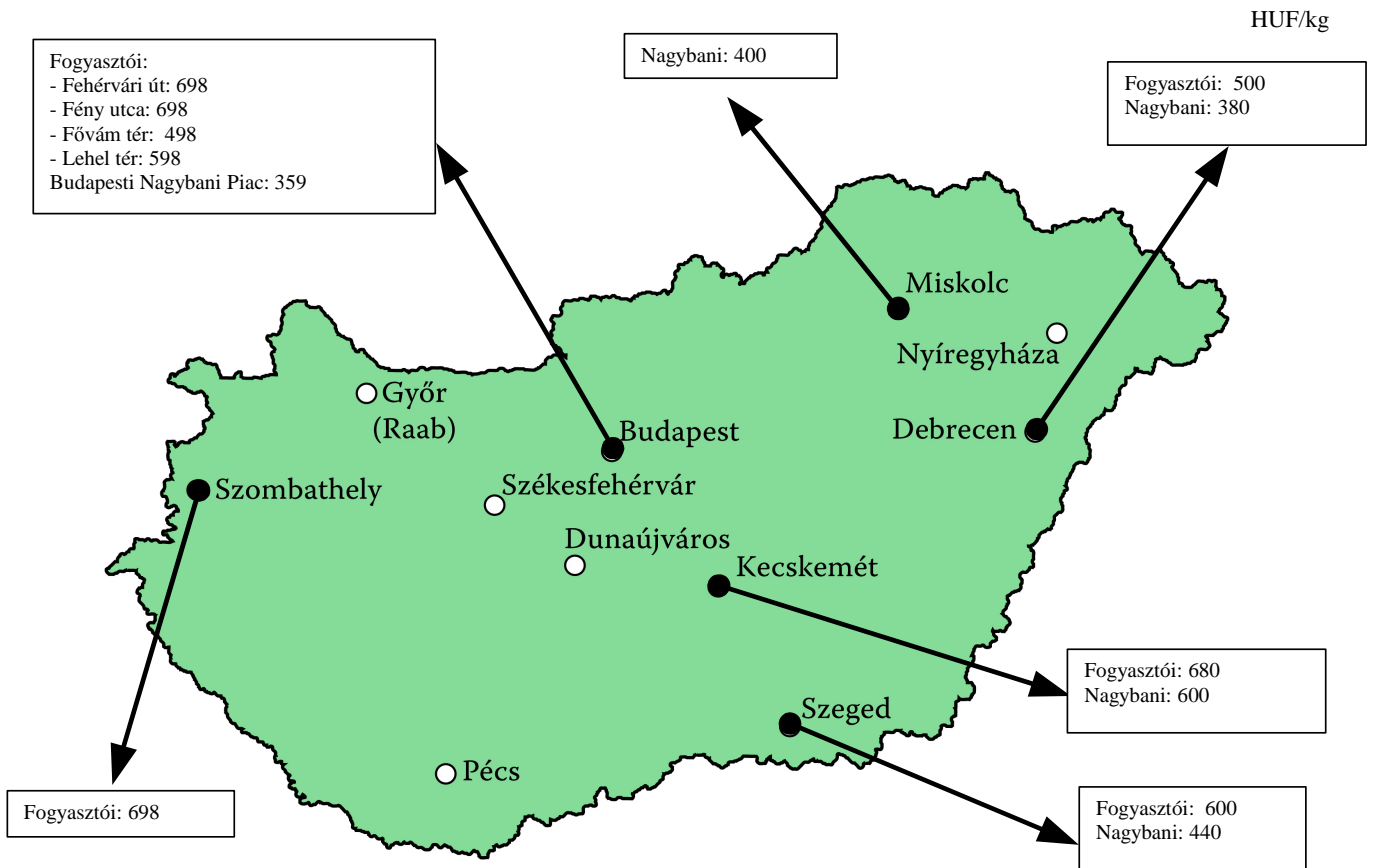 HUF/kg
Fogyasztói:
- Fehérvári út: 698
- Fény utca: 698
- Fővám tér:  498
- Lehel tér: 598
Budapesti Nagybani Piac: 359
Nagybani: 400
Fogyasztói:  500
Nagybani: 380
Miskolc
Nyíregyháza
Győr
(Raab)
Budapest
Debrecen
Szombathely
Székesfehérvár
Dunaújváros
Kecskemét
Fogyasztói: 680
Nagybani: 600
Szeged
Pécs
Fogyasztói: 698
Fogyasztói:  600
Nagybani: 440